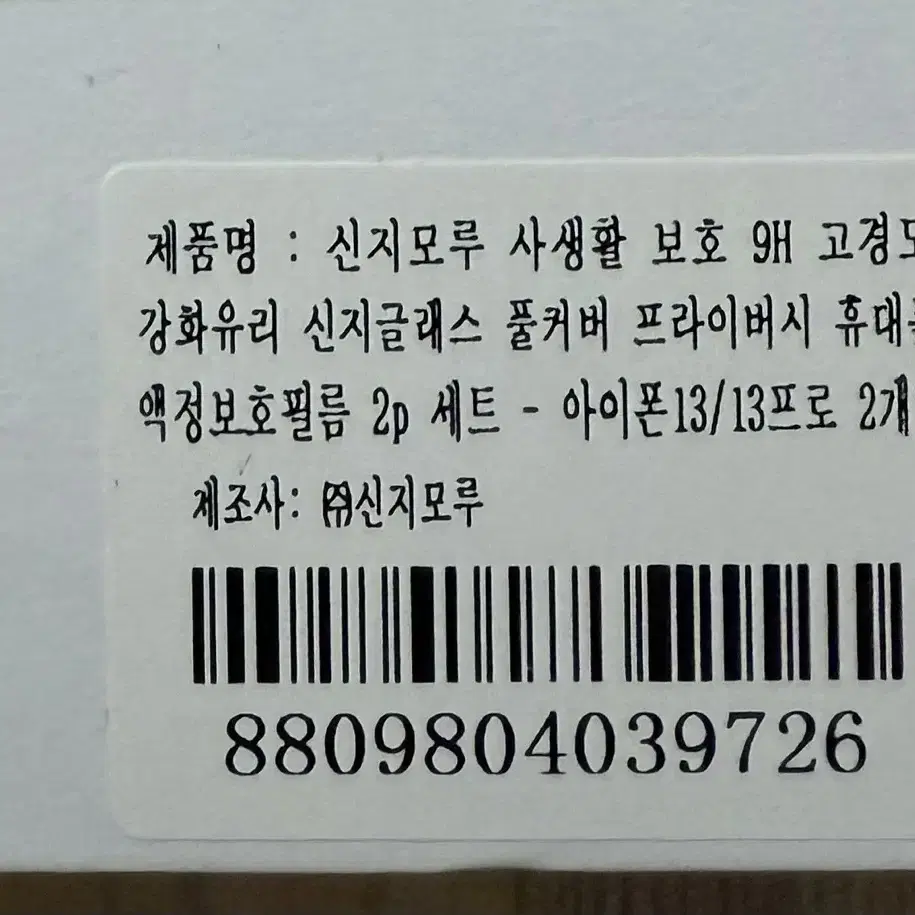 제품명 : 신지모루 사생활 보호 9H 고경도
강화유리 신지글래스 풀커버 프라이버시 휴대
액정보호필름 2p 세트 - 아이폰13/13프로 2개
제조사: ㈜신지모루
8809804039726